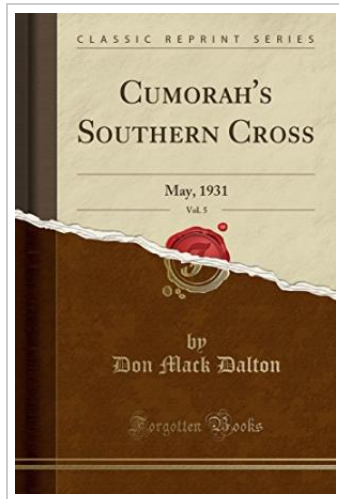 CLASSIC REPRINT SERIES
CUMORAH'S
SOUTHERN CROSS
May, 1931
Vol. 5
by
Don Mack Dalton
Forgotten Books